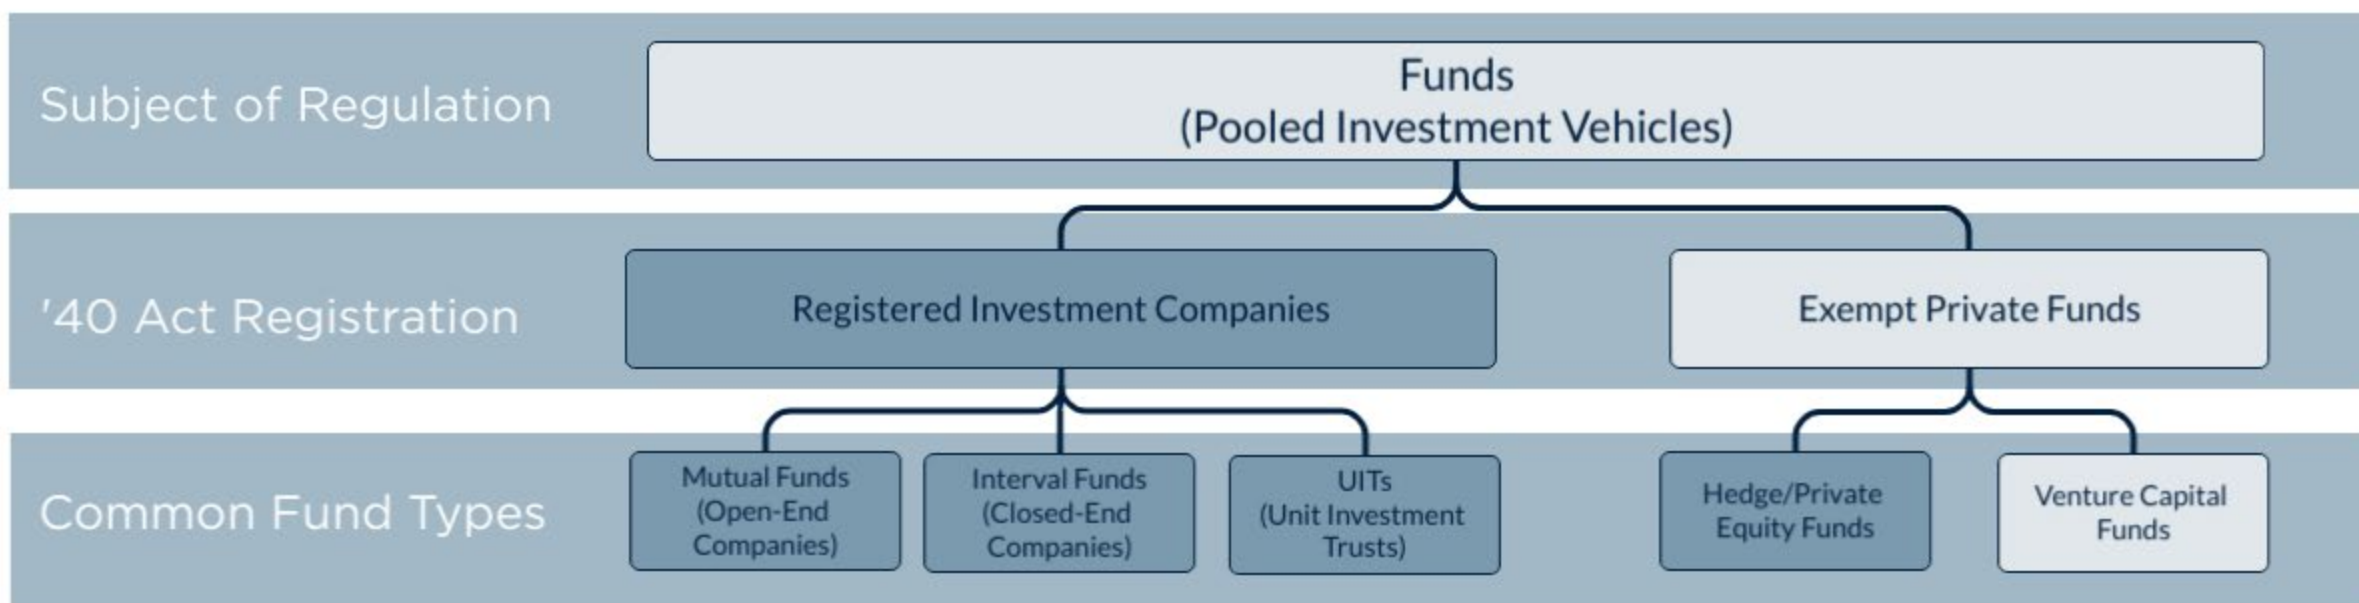 Subject of Regulation
Funds
(Pooled Investment Vehicles)
'40 Act Registration
Registered Investment Companies
Exempt Private Funds
Common Fund Types
Mutual Funds
(Open-End
Companies)
Interval Funds
(Closed-End
Companies)
UITs
(Unit Investment
Trusts)
Hedge/Private
Equity Funds
Venture Capital
Funds